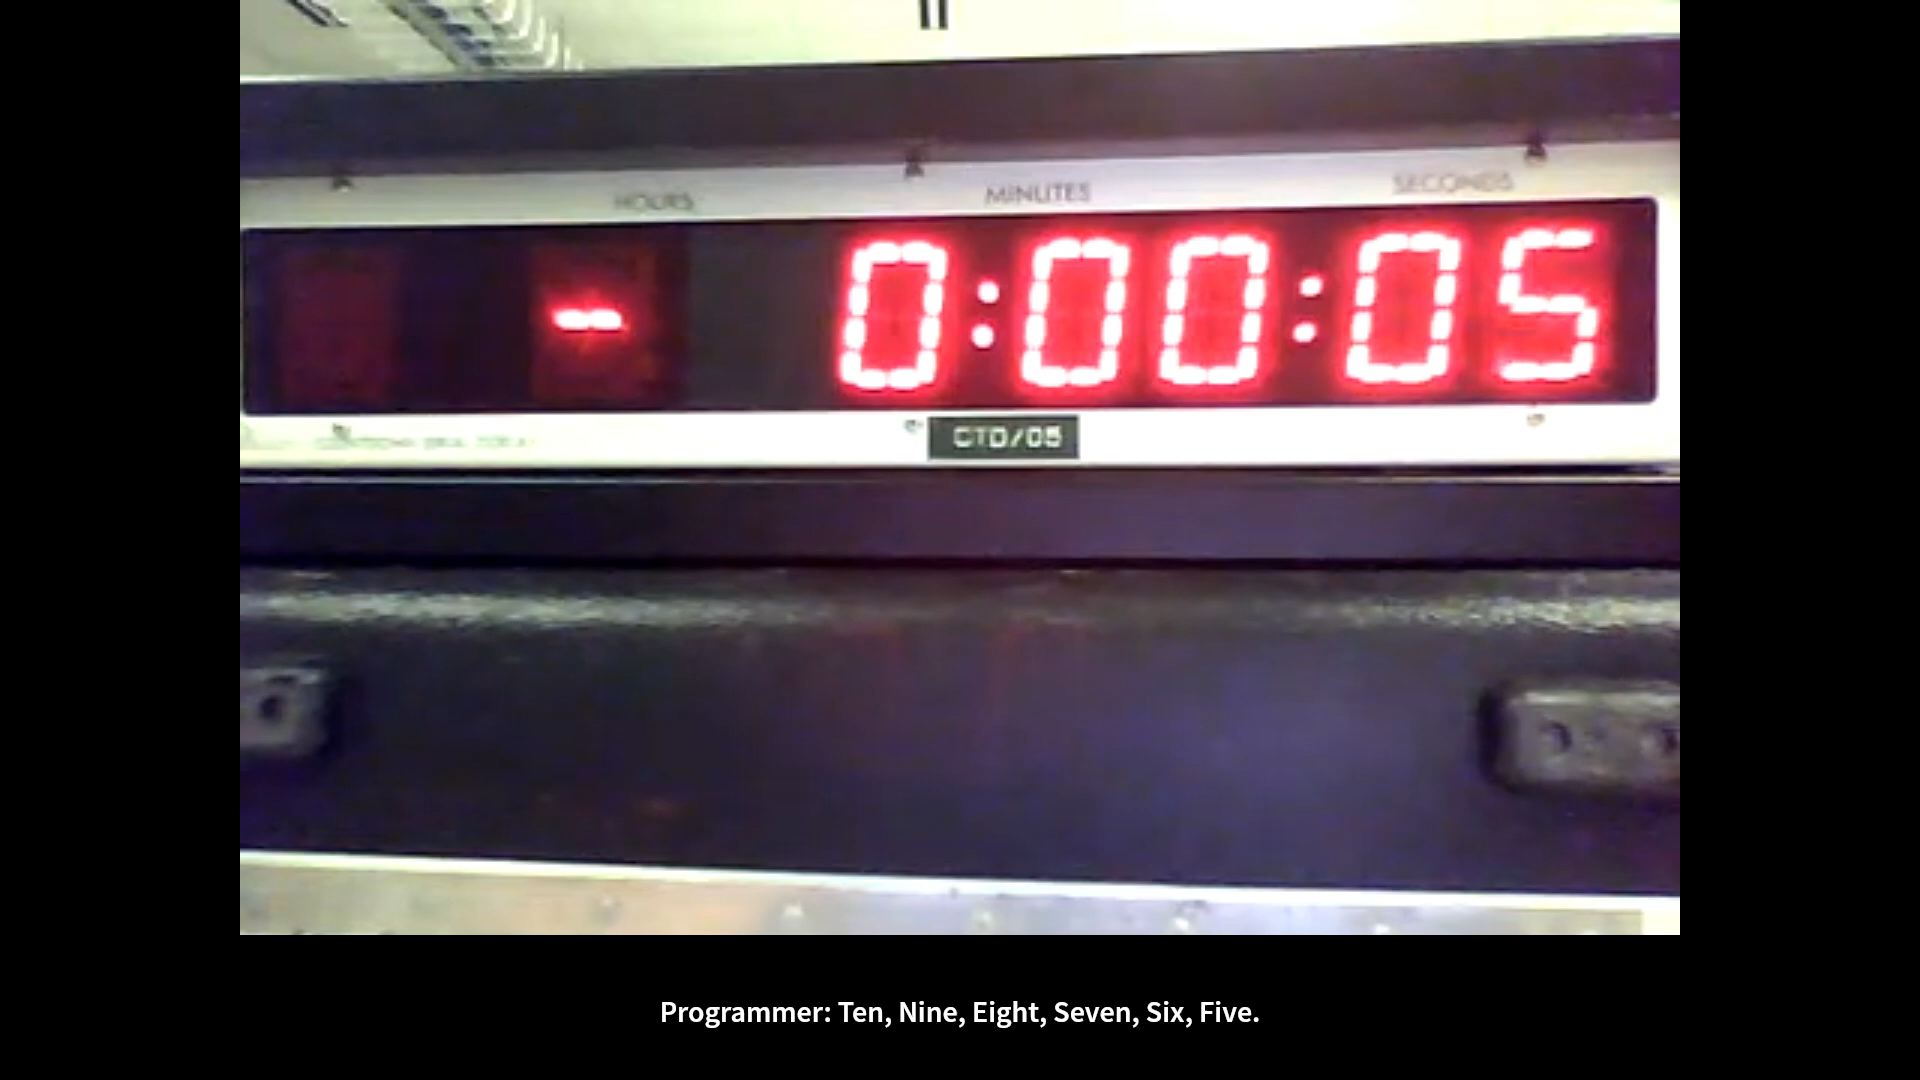 HOURS MINUTES SECONDS
- 0:00:05
CTD/05
Programmer: Ten, Nine, Eight, Seven, Six, Five.